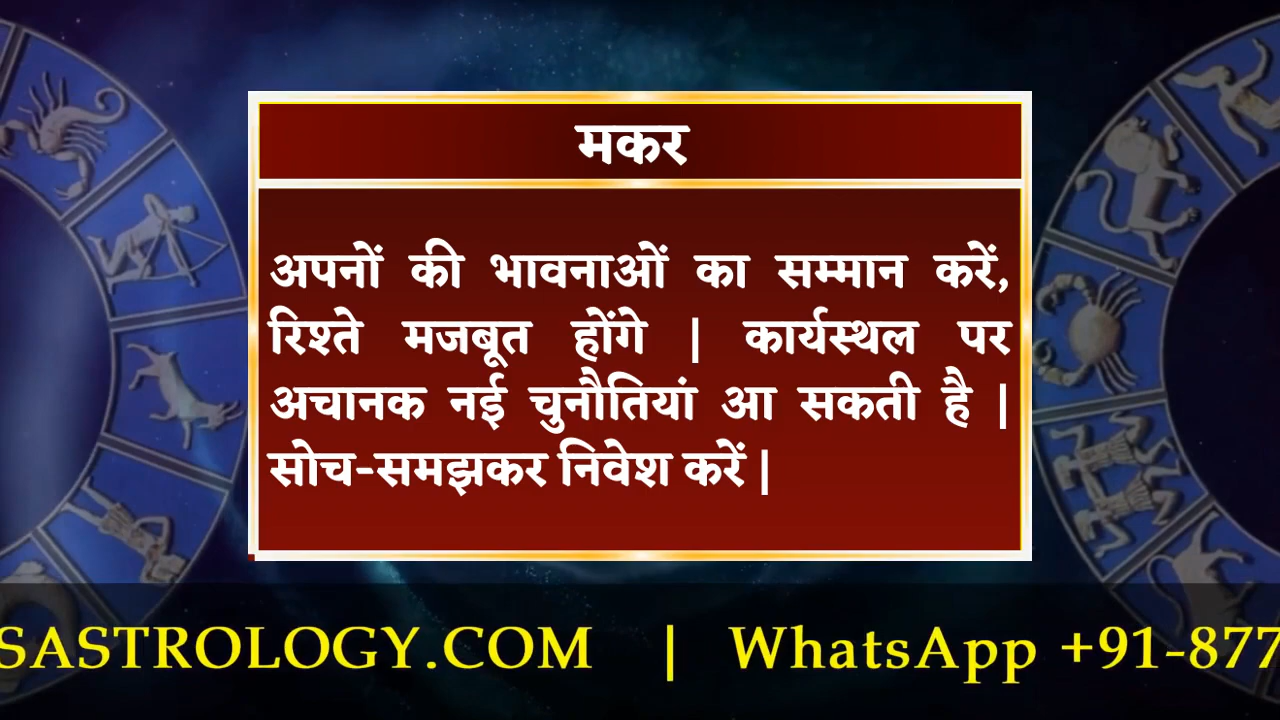 मकर
अपनों की भावनाओं का सम्मान करें,
रिश्ते मजबूत होंगे |  कार्यस्थल पर
अचानक नई चुनौतियां आ सकती है |
सोच-समझकर निवेश करें |
SASTROLOGY.COM | WhatsApp +91-877